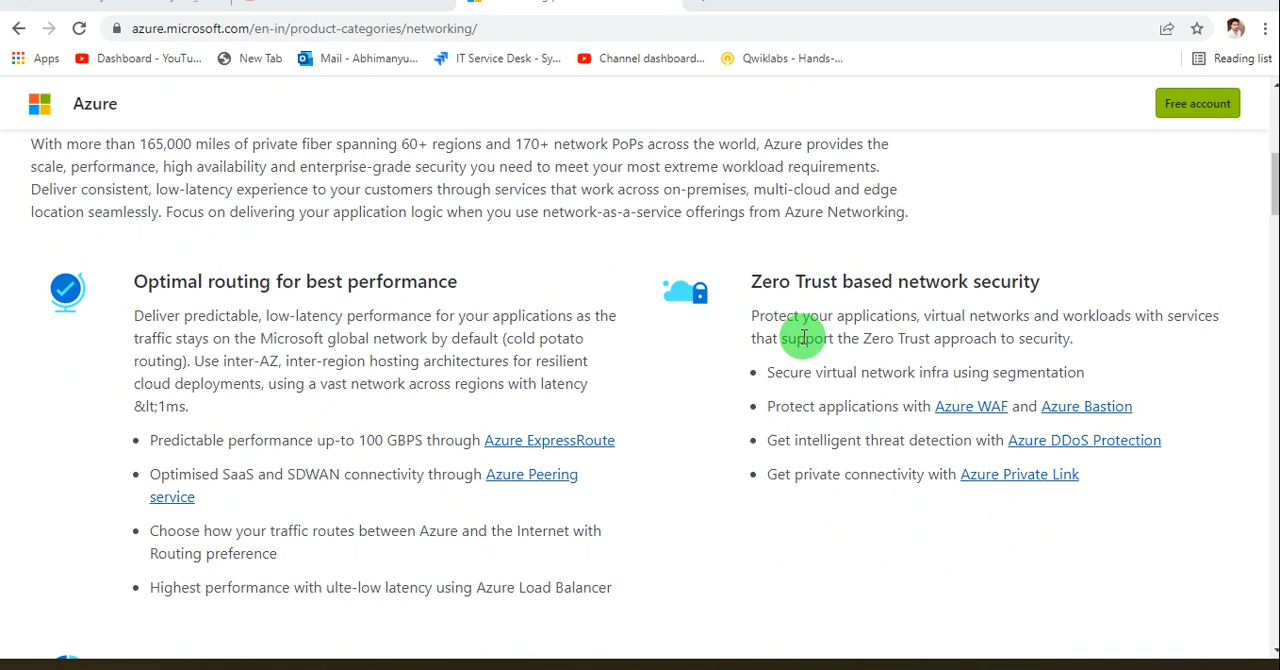 azure.microsoft.com/en-in/product-categories/networking/
Apps
Dashboard - YouTu...
New Tab
Mail - Abhimanyu...
IT Service Desk - Sy...
Channel dashboard...
Qwiklabs - Hands-...
Reading list
Azure
Free account
With more than 165,000 miles of private fiber spanning 60+ regions and 170+ network PoPs across the world, Azure provides the
scale, performance, high availability and enterprise-grade security you need to meet your most extreme workload requirements.
Deliver consistent, low-latency experience to your customers through services that work across on-premises, multi-cloud and edge
location seamlessly. Focus on delivering your application logic when you use network-as-a-service offerings from Azure Networking.
Optimal routing for best performance
Deliver predictable, low-latency performance for your applications as the
traffic stays on the Microsoft global network by default (cold potato
routing). Use inter-AZ, inter-region hosting architectures for resilient
cloud deployments, using a vast network across regions with latency
&lt;1ms.
• Predictable performance up-to 100 GBPS through Azure ExpressRoute
• Optimised SaaS and SDWAN connectivity through Azure Peering
service
• Choose how your traffic routes between Azure and the Internet with
Routing preference
• Highest performance with ulte-low latency using Azure Load Balancer
Zero Trust based network security
Protect your applications, virtual networks and workloads with services
that support the Zero Trust approach to security.
• Secure virtual network infra using segmentation
• Protect applications with Azure WAF and Azure Bastion
• Get intelligent threat detection with Azure DDoS Protection
• Get private connectivity with Azure Private Link